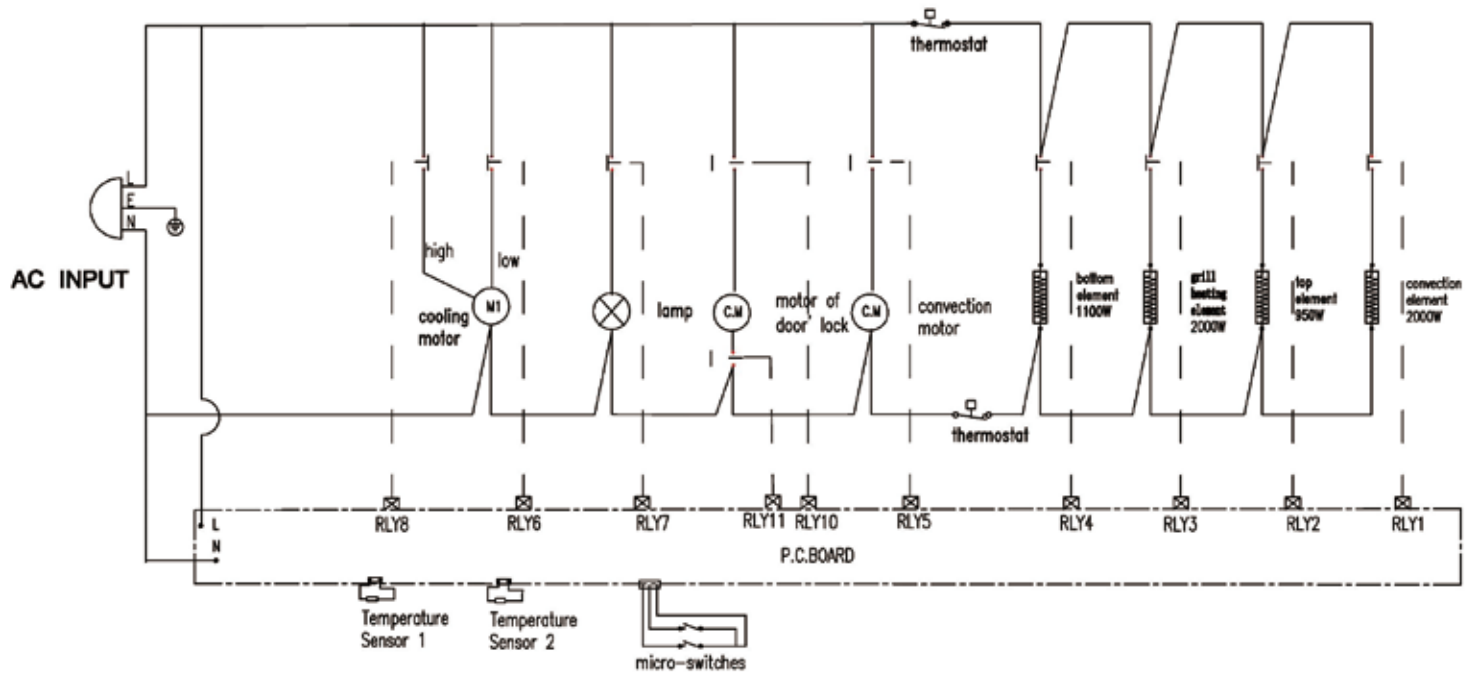 thermostat
L
E
N
AC INPUT
high
low
M1
cooling
motor
lamp
C.M
motor of
door' lock
C.M
convection
motor
bottom
element
1100W
grill
heating
element
2000W
top
element
950W
convection
element
2000W
thermostat
RLY8
RLY6
RLY7
RLY11
RLY10
RLY5
RLY4
RLY3
RLY2
RLY1
L
N
P.C.BOARD
Temperature
Sensor 1
Temperature
Sensor 2
micro-switches